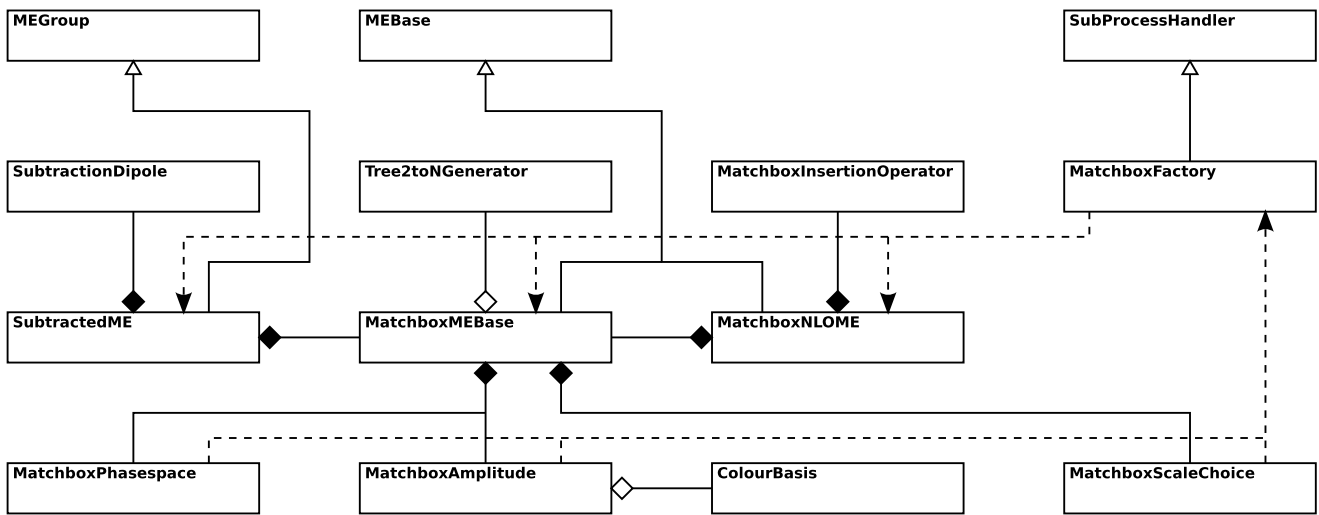 MEGroup
MEBase
SubProcessHandler
SubtractionDipole
Tree2toNGenerator
MatchboxInsertionOperator
MatchboxFactory
SubtractedME
MatchboxMEBase
MatchboxNLOME
MatchboxPhasespace
MatchboxAmplitude
ColourBasis
MatchboxScaleChoice